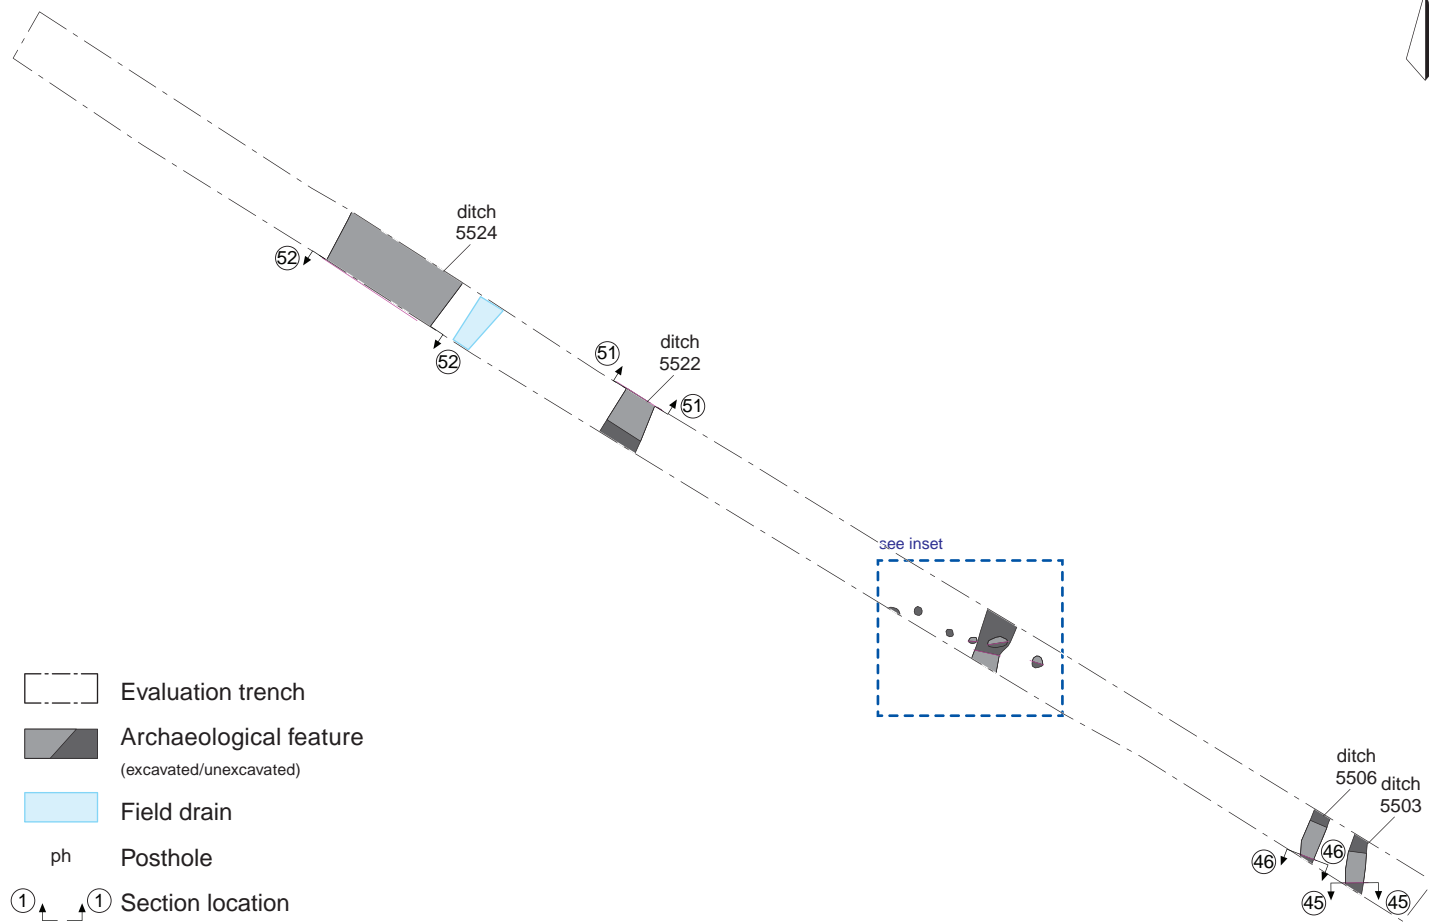 ditch
5524
52
52
51
ditch
5522
51
see inset
ditch
5506
ditch
5503
46
46
45
45
Evaluation trench
Archaeological feature
(excavated/unexcavated)
Field drain
ph Posthole
1 1 Section location